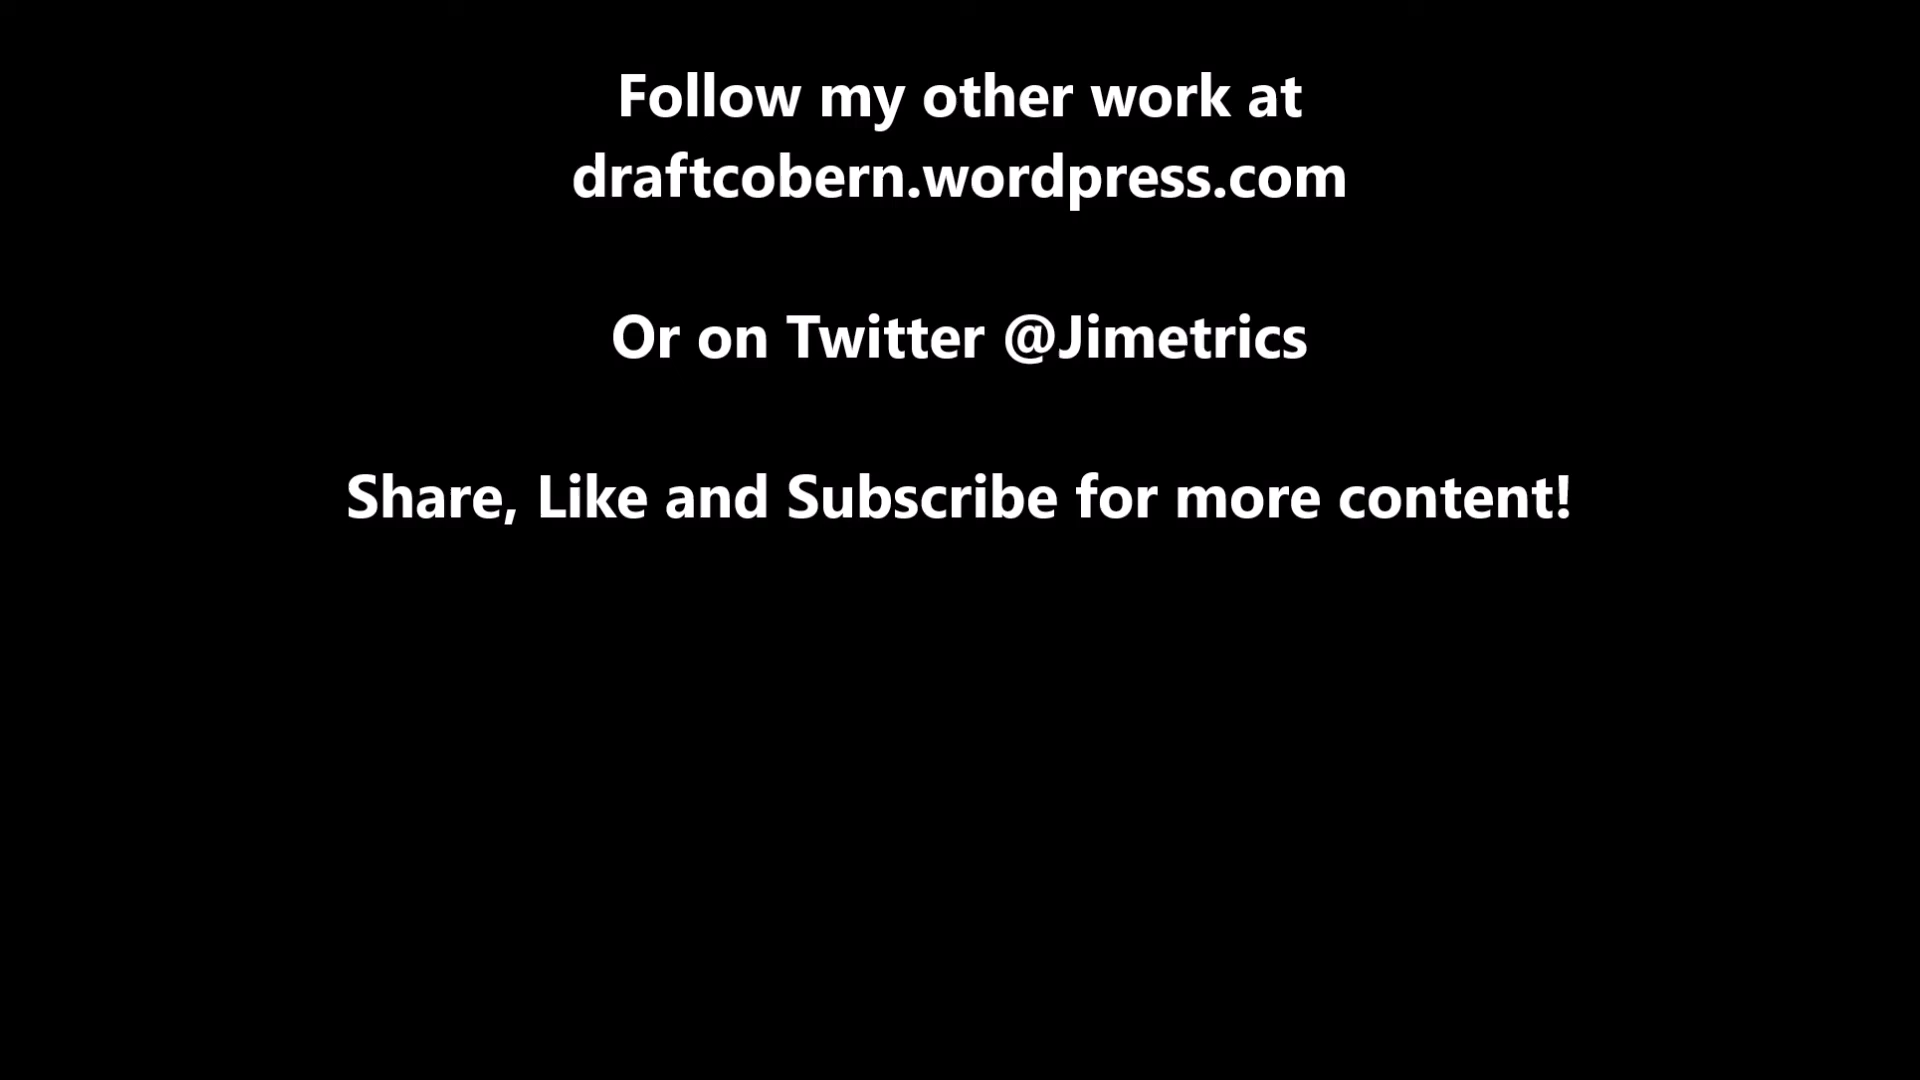 Follow my other work at
draftcobern.wordpress.com
Or on Twitter @Jimetrics
Share, Like and Subscribe for more content!